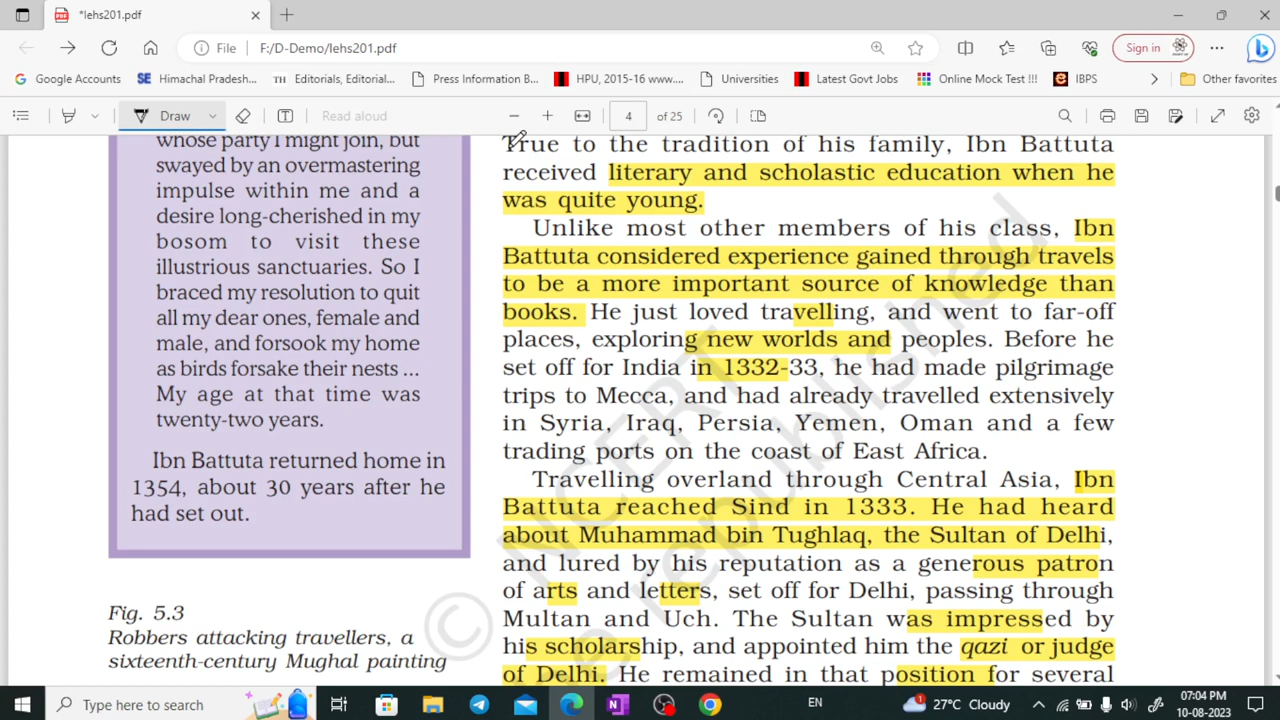 *lehs201.pdf
File
F:/D-Demo/lehs201.pdf
Sign in
Google Accounts
SE Himachal Pradesh...
TH Editorials, Editorial...
Press Information B...
HPU, 2015-16 www....
Universities
Latest Govt Jobs
Online Mock Test !!!
e IBPS
Other favorites
Draw
Read aloud
4
of 25
whose party I might join, but
swayed by an overmastering
impulse within me and a
desire long-cherished in my
bosom to visit these
illustrious sanctuaries. So I
braced my resolution to quit
all my dear ones, female and
male, and forsook my home
as birds forsake their nests ...
My age at that time was
twenty-two years.
Ibn Battuta returned home in
1354, about 30 years after he
had set out.
Fig. 5.3
Robbers attacking travellers, a
sixteenth-century Mughal painting
True to the tradition of his family, Ibn Battuta
received literary and scholastic education when he
was quite young.
Unlike most other members of his class, Ibn
Battuta considered experience gained through travels
to be a more important source of knowledge than
books. He just loved travelling, and went to far-off
places, exploring new worlds and peoples. Before he
set off for India in 1332-33, he had made pilgrimage
trips to Mecca, and had already travelled extensively
in Syria, Iraq, Persia, Yemen, Oman and a few
trading ports on the coast of East Africa.
Travelling overland through Central Asia, Ibn
Battuta reached Sind in 1333. He had heard
about Muhammad bin Tughlaq, the Sultan of Delhi,
and lured by his reputation as a generous patron
of arts and letters, set off for Delhi, passing through
Multan and Uch. The Sultan was impressed by
his scholarship, and appointed him the qazi or judge
of Delhi. He remained in that position for several
© NCERT
be republished
Type here to search
EN
1
27°C Cloudy
07:04 PM
10-08-2023